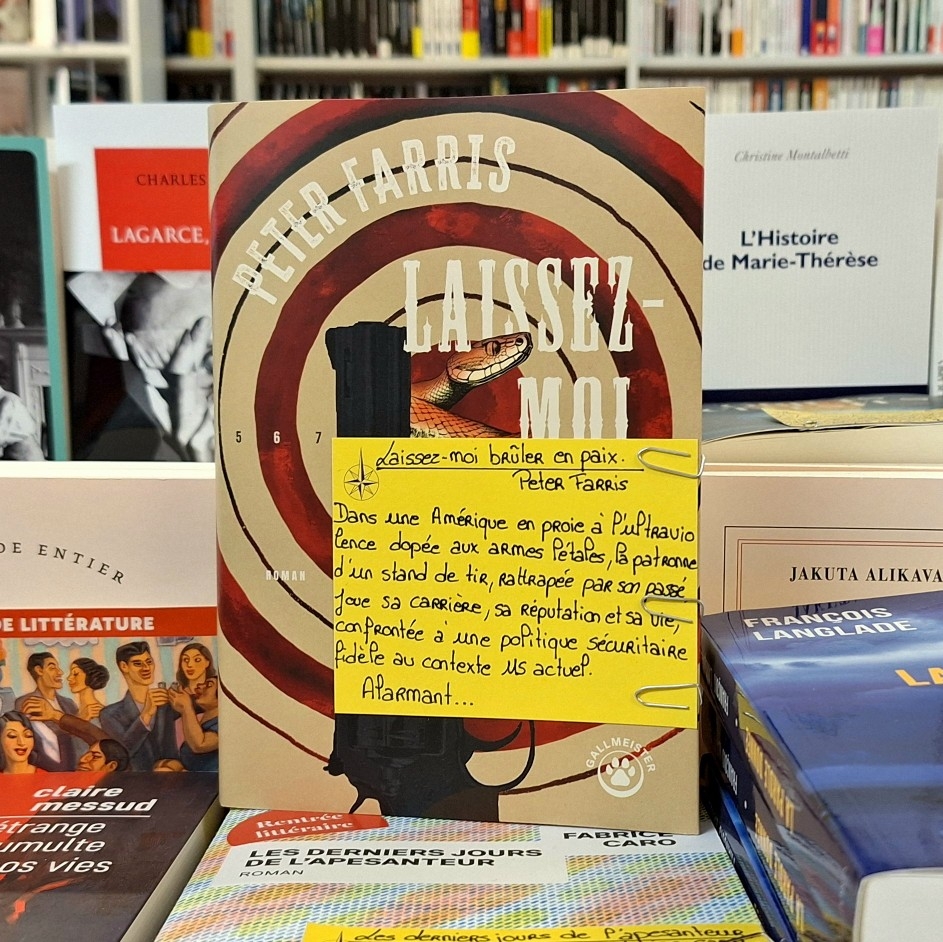 PETER FARRIS
LAISSEZ-
MOI
5 6 7
ROMAN
GALLMEISTER
Laissez-moi brûler en paix.
Peter Farris
Dans une Amérique en proie à l'ultravio
lence dopée aux armes létales, la patronne
d'un stand de tir, rattrapée par son passé
joue sa carrière, sa réputation et sa vie,
confrontée à une politique sécuritaire
fidèle au contexte US actuel.
Alarmant...
CHARLES
LAGARCE,
Christine Montalbetti
L'Histoire
de Marie-Thérèse
DE ENTIER
DE LITTÉRATURE
claire
messud
étrange
umulte
os vies
JAKUTA ALIKAVA
FRANÇOIS
LANGLADE
LA
Rentrée
littéraire
FABRICE
CARO
LES DERNIERS JOURS
DE L'APESANTEUR
ROMAN
Les derniers jours de l'apesanteur